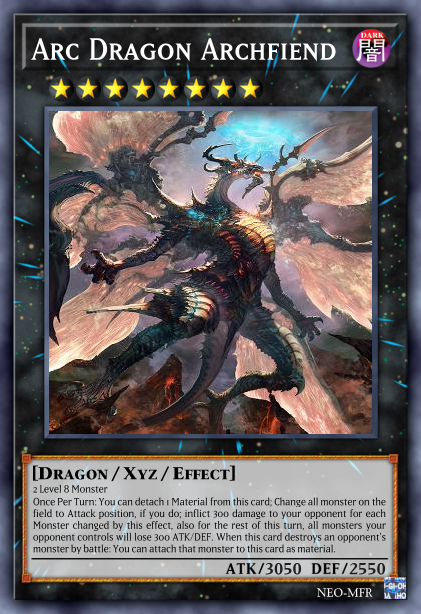 ARC DRAGON ARCHFIEND
DARK
闇
[DRAGON / XYZ / EFFECT]
2 Level 8 Monster
Once Per Turn: You can detach 1 Material from this card; Change all monster on the
field to Attack position, if you do; inflict 300 damage to your opponent for each
Monster changed by this effect, also for the rest of this turn, all monsters your
opponent controls will lose 300 ATK/DEF. When this card destroys an opponent's
monster by battle: You can attach that monster to this card as material.
ATK/3050 DEF/2550
NEO-MFR